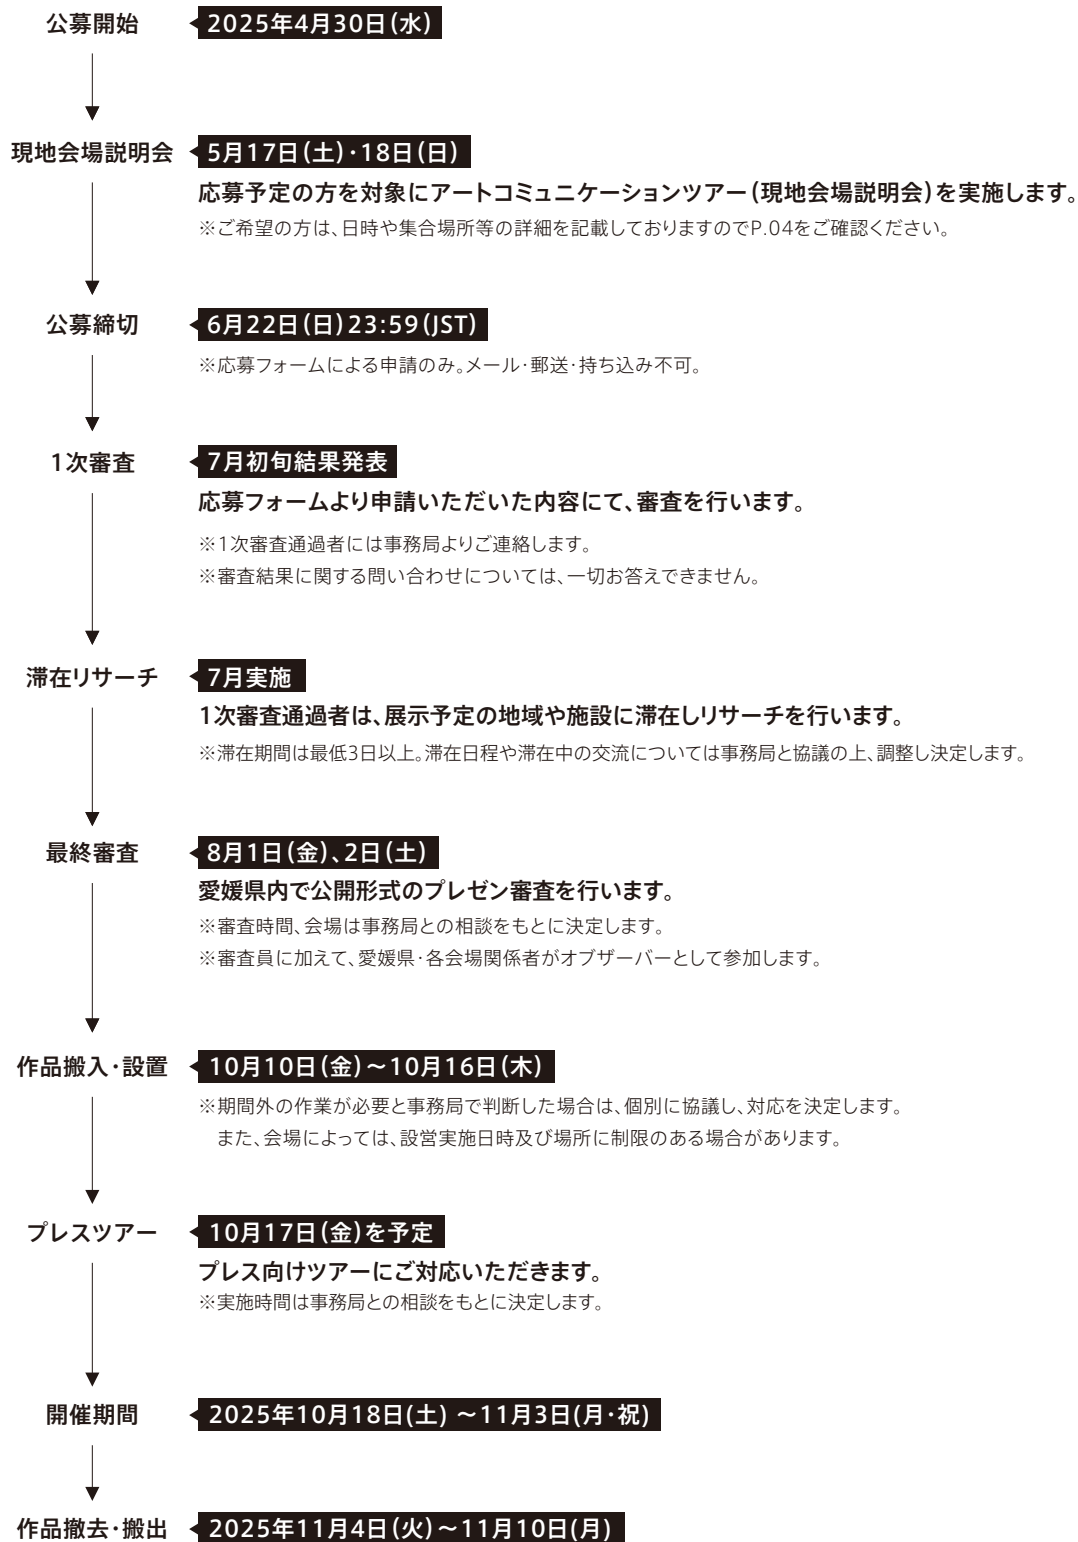 公募開始 2025年4月30日(水)
現地会場説明会 5月17日(土)・18日(日)
応募予定の方を対象にアートコミュニケーションツアー(現地会場説明会)を実施します。
※ご希望の方は、日時や集合場所等の詳細を記載しておりますのでP.04をご確認ください。
公募締切 6月22日(日)23:59(JST)
※応募フォームによる申請のみ。メール・郵送・持ち込み不可。
1次審査 7月初旬結果発表
応募フォームより申請いただいた内容にて、審査を行います。
※1次審査通過者には事務局よりご連絡します。
※審査結果に関する問い合わせについては、一切お答えできません。
滞在リサーチ 7月実施
1次審査通過者は、展示予定の地域や施設に滞在しリサーチを行います。
※滞在期間は最低3日以上。滞在日程や滞在中の交流については事務局と協議の上、調整し決定します。
最終審査 8月1日(金)、2日(土)
愛媛県内で公開形式のプレゼン審査を行います。
※審査時間、会場は事務局との相談をもとに決定します。
※審査員に加えて、愛媛県・各会場関係者がオブザーバーとして参加します。
作品搬入・設置 10月10日(金)～10月16日(木)
※期間外の作業が必要と事務局で判断した場合は、個別に協議し、対応を決定します。
また、会場によっては、設営実施日時及び場所に制限のある場合があります。
プレスツアー 10月17日(金)を予定
プレス向けツアーにご対応いただきます。
※実施時間は事務局との相談をもとに決定します。
開催期間 2025年10月18日(土) ～11月3日(月・祝)
作品撤去・搬出 2025年11月4日(火)～11月10日(月)